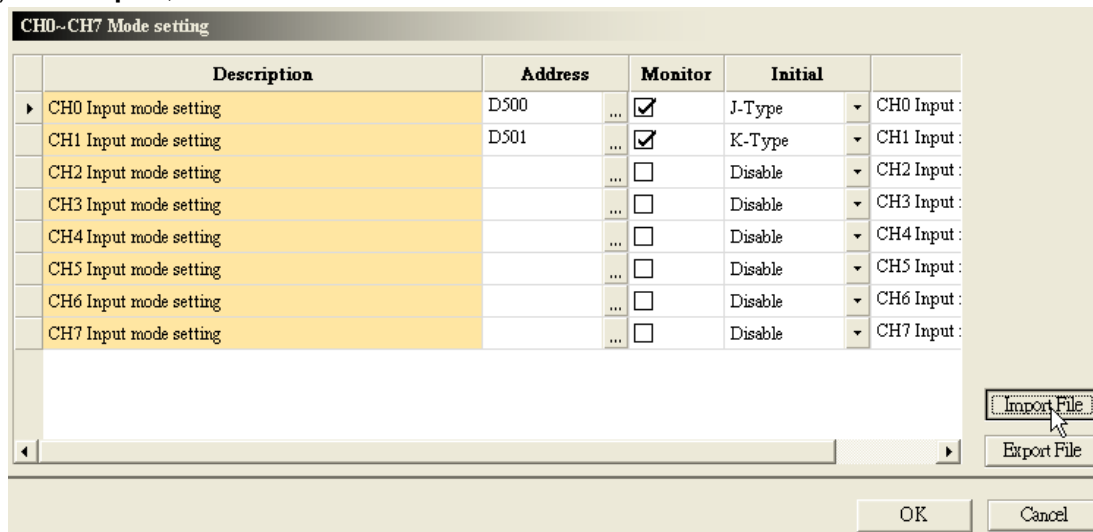 CH0~CH7 Mode setting
Description Address Monitor Initial
CH0 Input mode setting D500 ... J-Type CH0 Input :
CH1 Input mode setting D501 ... K-Type CH1 Input :
CH2 Input mode setting ... Disable CH2 Input :
CH3 Input mode setting ... Disable CH3 Input :
CH4 Input mode setting ... Disable CH4 Input :
CH5 Input mode setting ... Disable CH5 Input :
CH6 Input mode setting ... Disable CH6 Input :
CH7 Input mode setting ... Disable CH7 Input :
Import File
Export File
OK Cancel